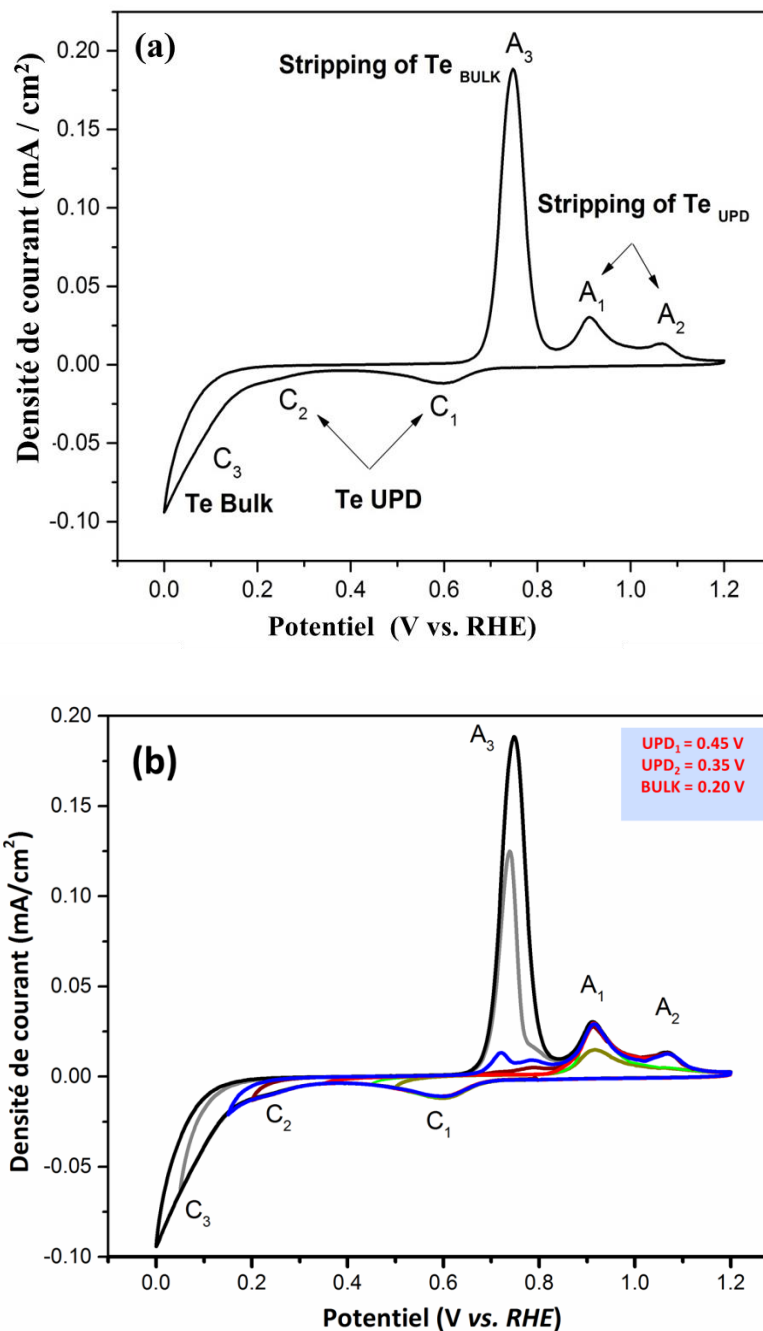 (a)
A3
Stripping of Te BULK
Stripping of Te UPD
A1
A2
C2
C1
C3
Te Bulk
Te UPD
Densité de courant (mA / cm²)
0.20
0.15
0.10
0.05
0.00
-0.05
-0.10
0.0 0.2 0.4 0.6 0.8 1.0 1.2
Potentiel (V vs. RHE)
(b)
A3
UPD1 = 0.45 V
UPD2 = 0.35 V
BULK = 0.20 V
A1
A2
C2
C1
C3
Densité de courant (mA/cm²)
0.20
0.15
0.10
0.05
0.00
-0.05
-0.10
0.0 0.2 0.4 0.6 0.8 1.0 1.2
Potentiel (V vs. RHE)